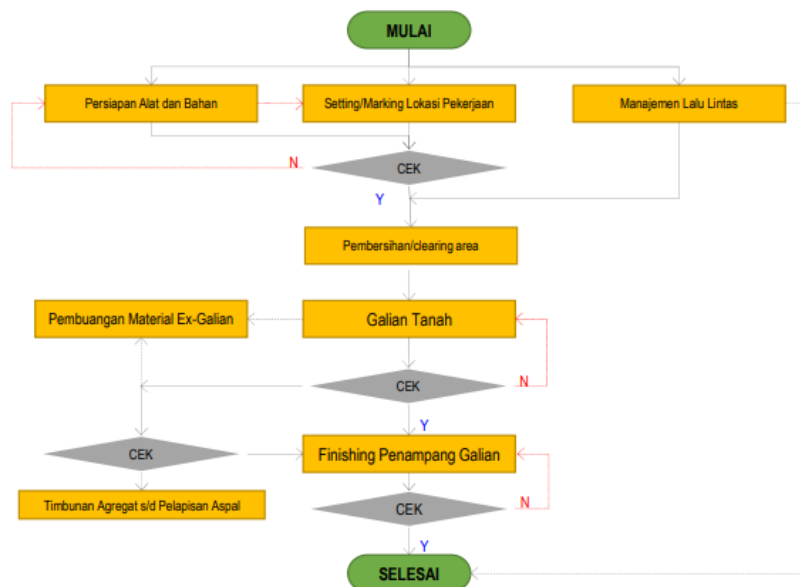 MULAI
Persiapan Alat dan Bahan
Setting/Marking Lokasi Pekerjaan
Manajemen Lalu Lintas
N
CEK
Y
Pembersihan/clearing area
Pembuangan Material Ex-Galian
Galian Tanah
CEK
N
Y
CEK
Finishing Penampang Galian
Timbunan Agregat s/d Pelapisan Aspal
CEK
N
Y
SELESAI